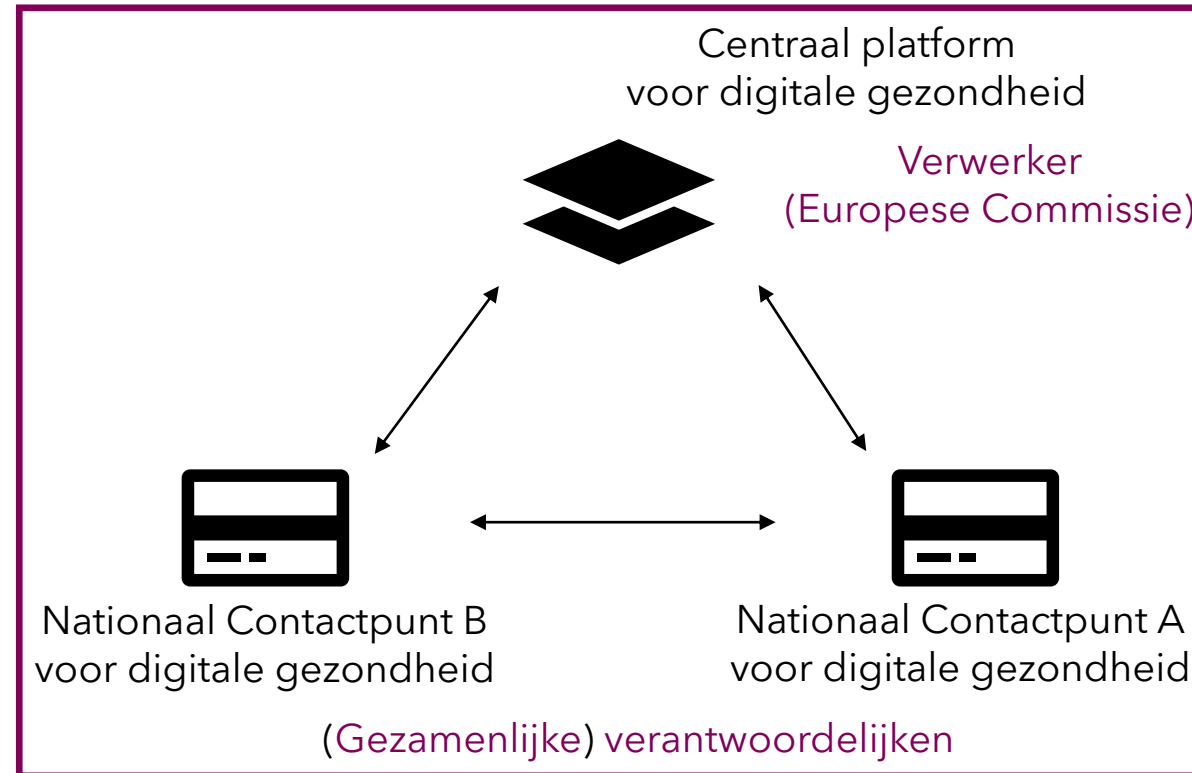 Centraal platform
voor digitale gezondheid
Verwerker
(Europese Commissie)
Nationaal Contactpunt B
voor digitale gezondheid
Nationaal Contactpunt A
voor digitale gezondheid
(Gezamenlijke) verantwoordelijken